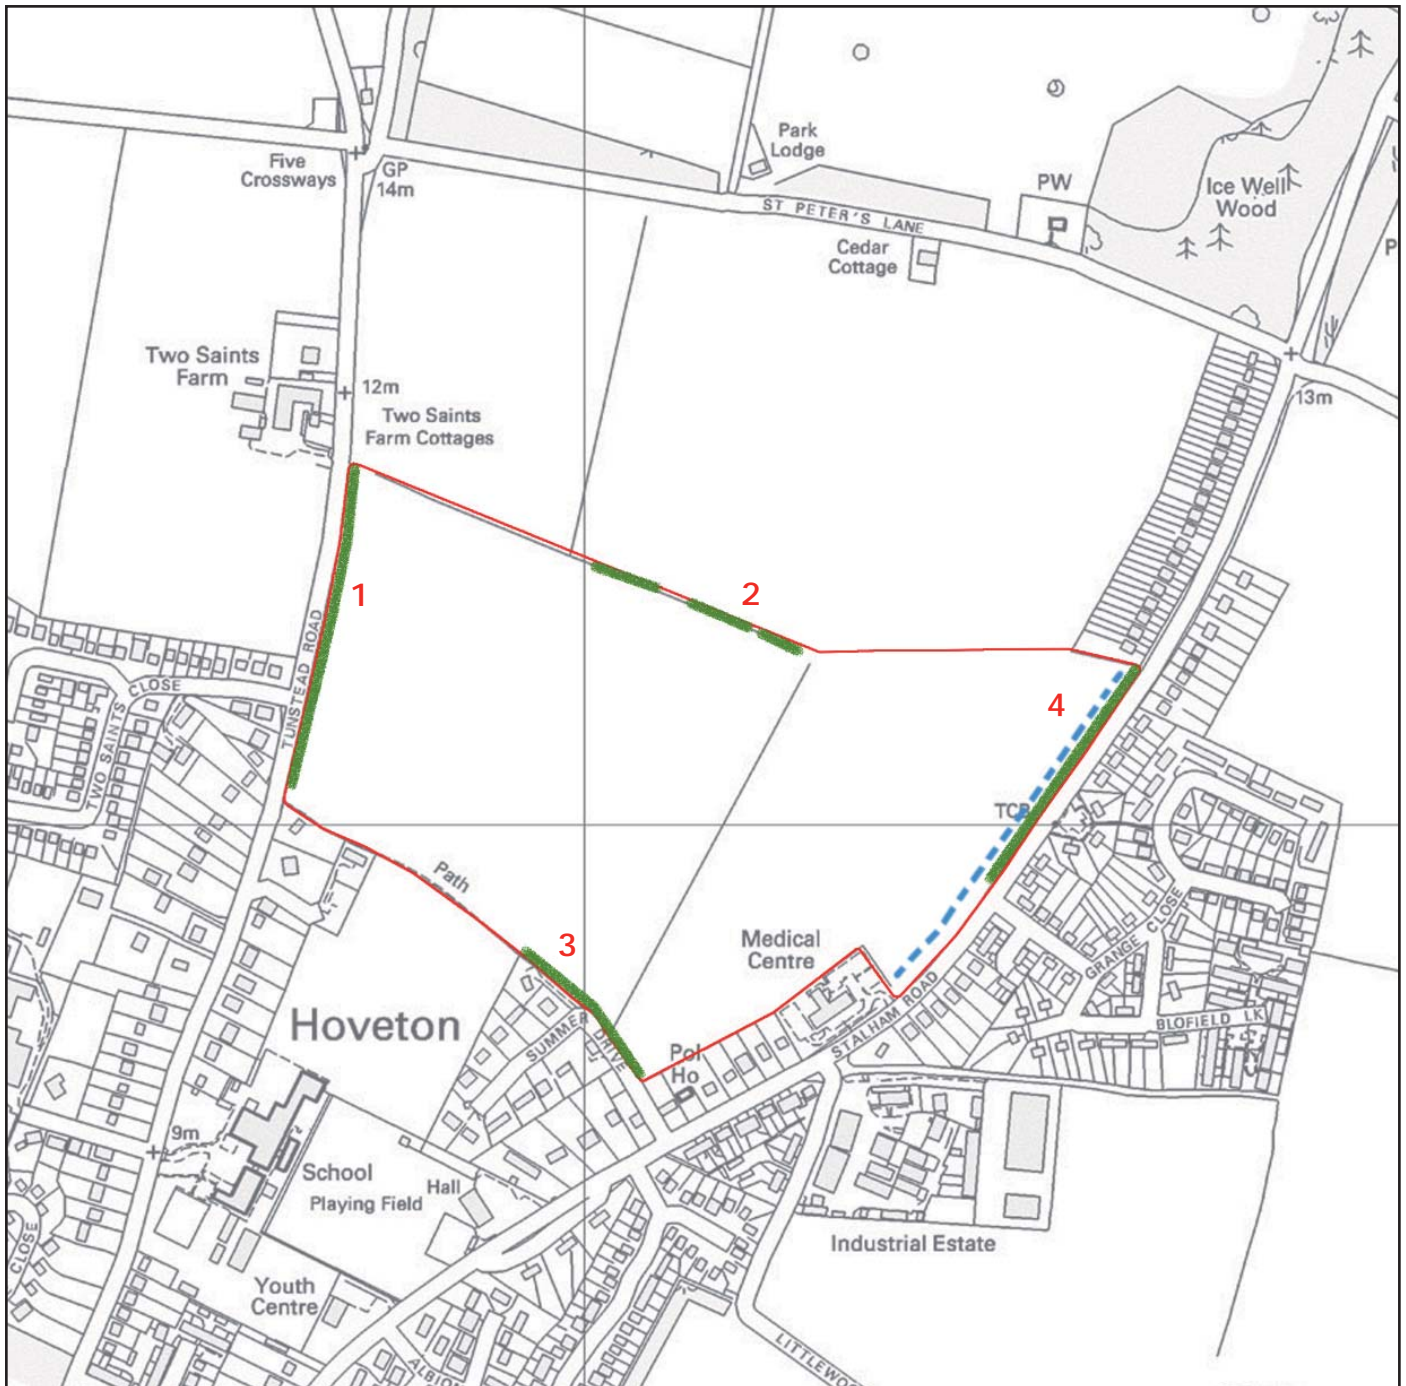 Park
Lodge
Five
Crossways
GP
14m
PW
Ice Well
Wood
ST PETER'S LANE
Cedar
Cottage
P
Two Saints
Farm
12m
Two Saints
Farm Cottages
13m
1
2
TUNSTEAD ROAD
CLOSE
TWO SAINTS
4
TCB
Path
3
Medical
Centre
GRANGE CLOSE
Hoveton
SUMMER DRIVE
STALHAM ROAD
BLOFIELD LK
Pol
Ho
9m
School
Playing Field
Hall
Industrial Estate
CLOSE
Youth
Centre
ALBION
LITTLEWOO